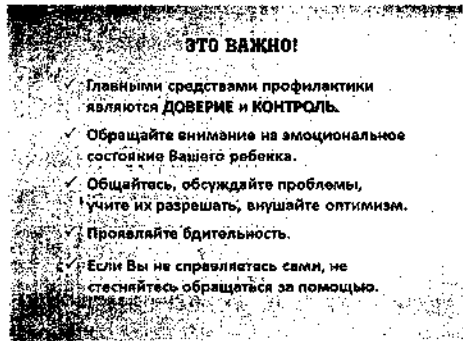 ЭТО ВАЖНО!
✓ Главными средствами профилактики
являются ДОВЕРИЕ и КОНТРОЛЬ.
✓ Обращайте внимание на эмоциональное
состояние Вашего ребенка.
✓ Общайтесь, обсуждайте проблемы,
учите их разрешать, внушайте оптимизм.
✓ Проявляйте бдительность.
✓ Если Вы не справляетесь сами, не
стесняйтесь обращаться за помощью.